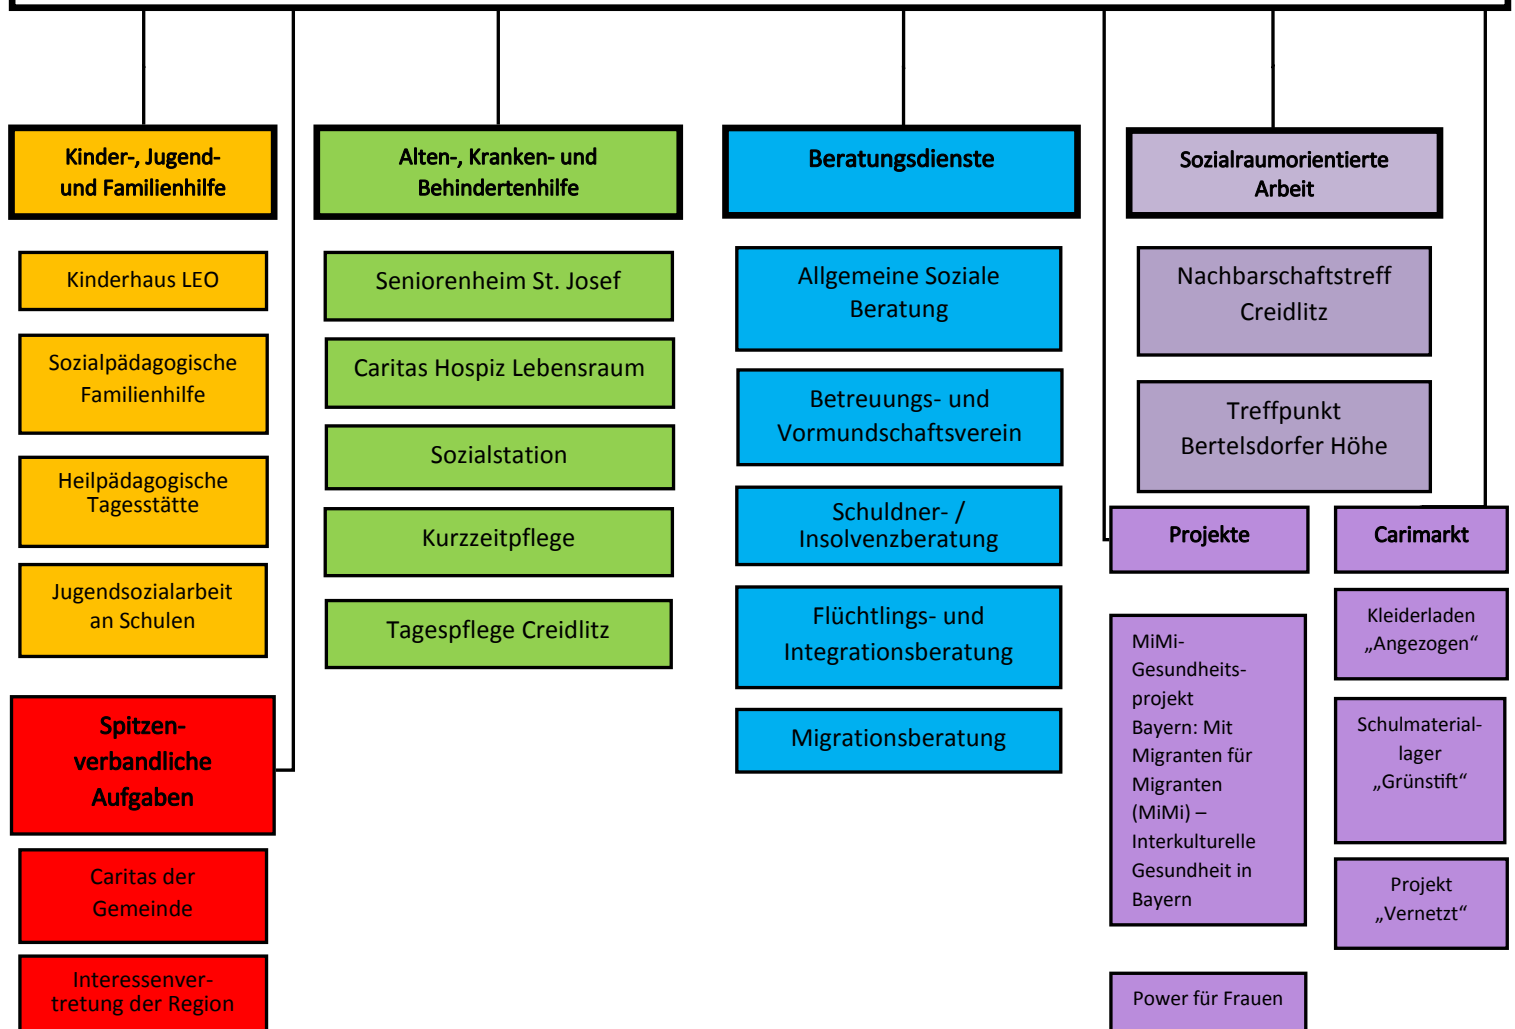 Kinder-, Jugend-
und Familienhilfe
Kinderhaus LEO
Sozialpädagogische
Familienhilfe
Heilpädagogische
Tagesstätte
Jugendsozialarbeit
an Schulen
Spitzen-
verbandliche
Aufgaben
Caritas der
Gemeinde
Interessenver-
tretung der Region
Alten-, Kranken- und
Behindertenhilfe
Seniorenheim St. Josef
Caritas Hospiz Lebensraum
Sozialstation
Kurzzeitpflege
Tagespflege Creidlitz
Beratungsdienste
Allgemeine Soziale
Beratung
Betreuungs- und
Vormundschaftsverein
Schuldner- /
Insolvenzberatung
Flüchtlings- und
Integrationsberatung
Migrationsberatung
Sozialraumorientierte
Arbeit
Nachbarschaftstreff
Creidlitz
Treffpunkt
Bertelsdorfer Höhe
Projekte
MiMi-
Gesundheits-
projekt
Bayern: Mit
Migranten für
Migranten
(MiMi) –
Interkulturelle
Gesundheit in
Bayern
Power für Frauen
Carimarkt
Kleiderladen
„Angezogen“
Schulmaterial-
lager
„Grünstift“
Projekt
„Vernetzt“